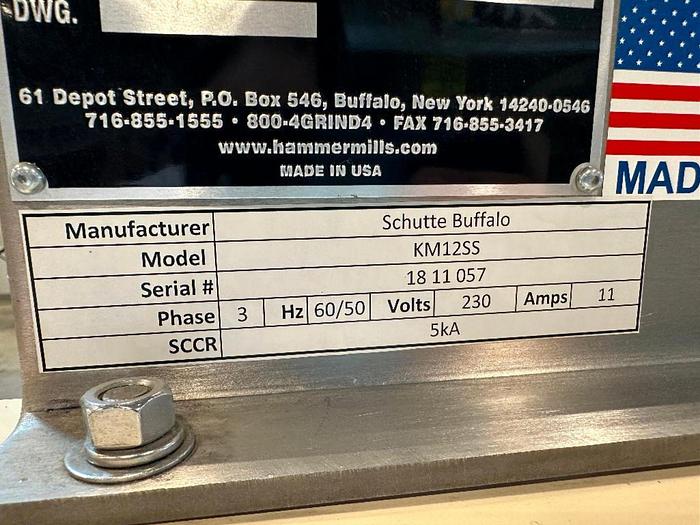 DWG.
61 Depot Street, P.O. Box 546, Buffalo, New York 14240-0546
716-855-1555 • 800-4GRIND4 • FAX 716-855-3417
www.hammermills.com
MADE IN USA
MAD
Manufacturer Schutte Buffalo
Model KM12SS
Serial # 18 11 057
Phase 3 Hz 60/50 Volts 230 Amps 11
SCCR 5kA